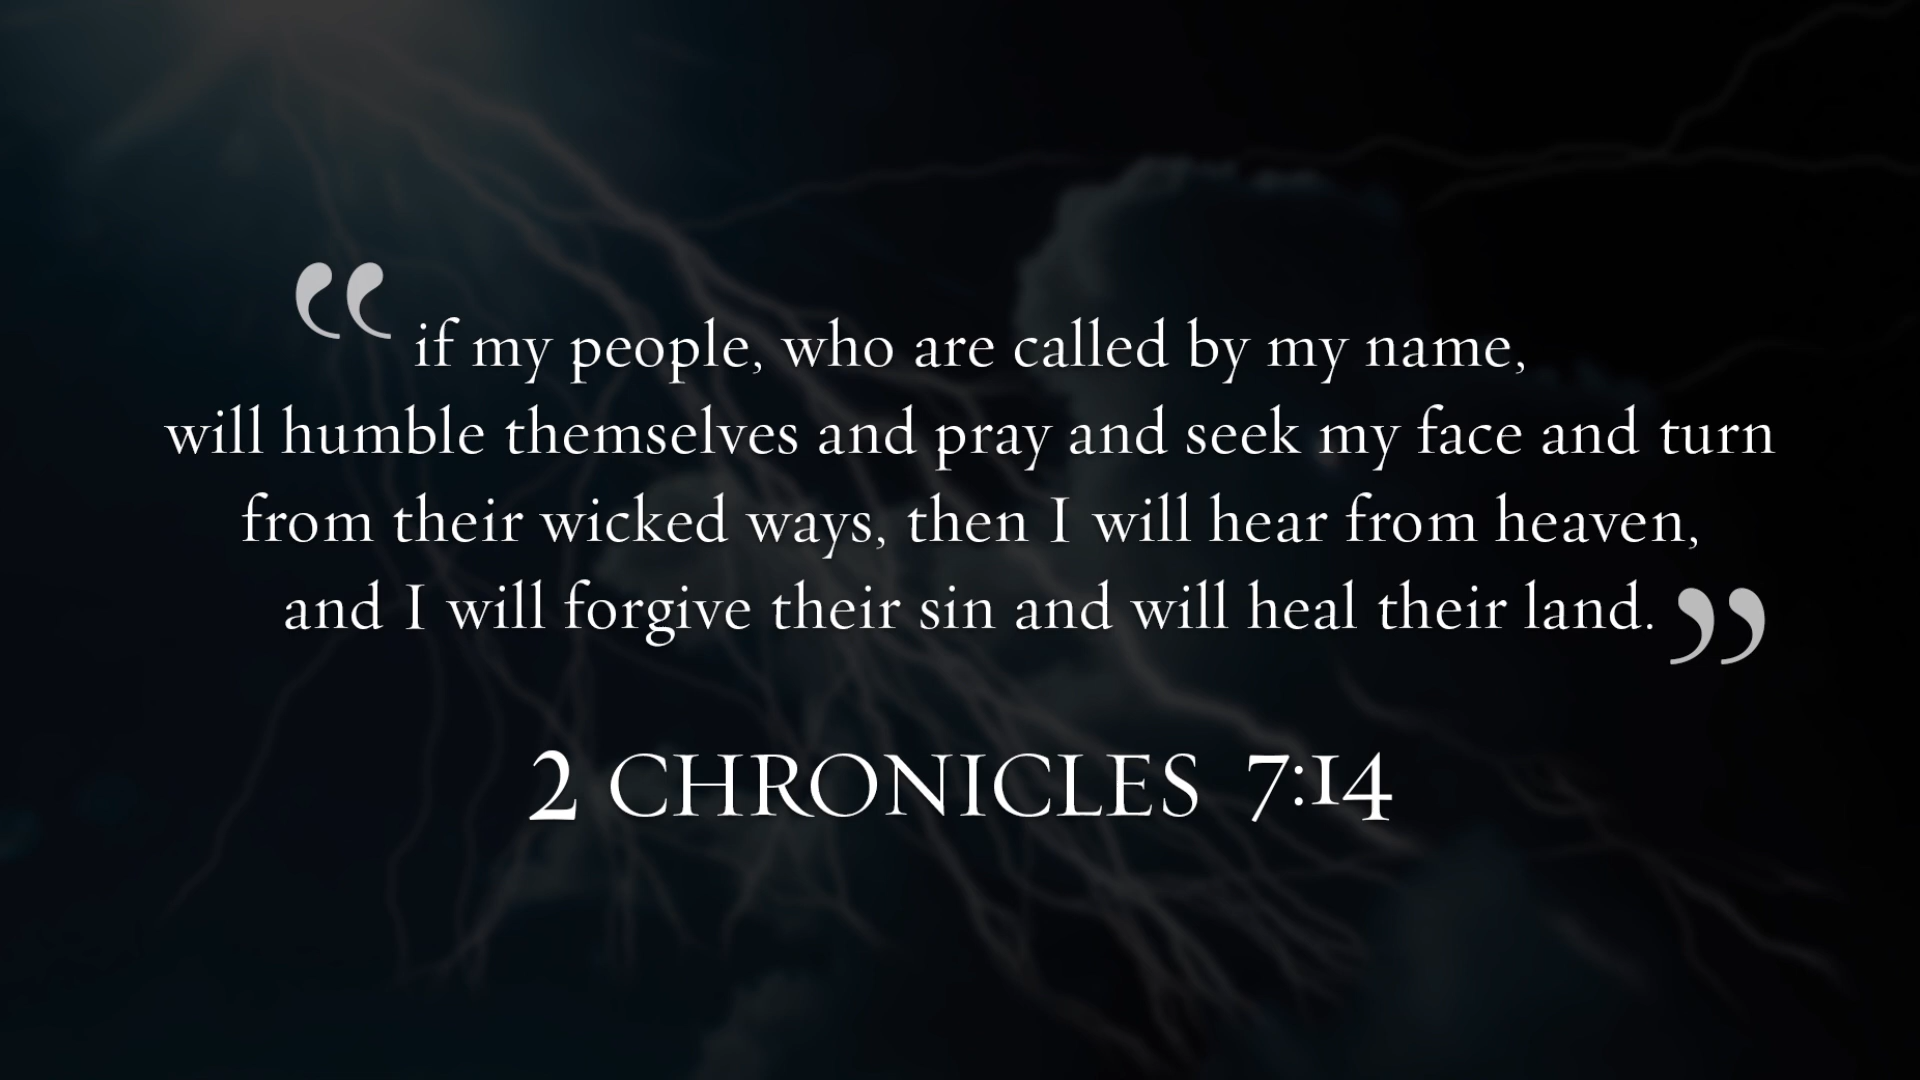 “ if my people, who are called by my name,
will humble themselves and pray and seek my face and turn
from their wicked ways, then I will hear from heaven,
and I will forgive their sin and will heal their land. ”
2 CHRONICLES 7:14